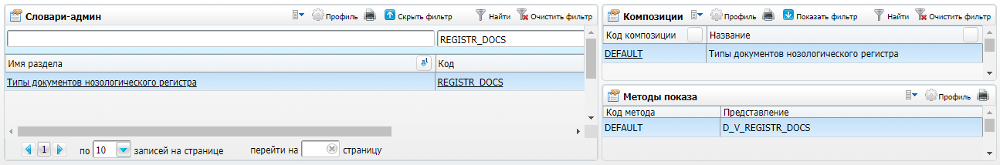 Словари-админ Профиль Скрыть фильтр Найти Очистить фильтр
REGISTR_DOCS
Имя раздела Код
Типы документов нозологического регистра REGISTR_DOCS
1 по 10 записей на странице перейти на страницу
Композиции Профиль Показать фильтр Найти Очистить фильтр
Код композиции Название
DEFAULT Типы документов нозологического регистра
Методы показа Профиль
Код метода Представление
DEFAULT D_V_REGISTR_DOCS